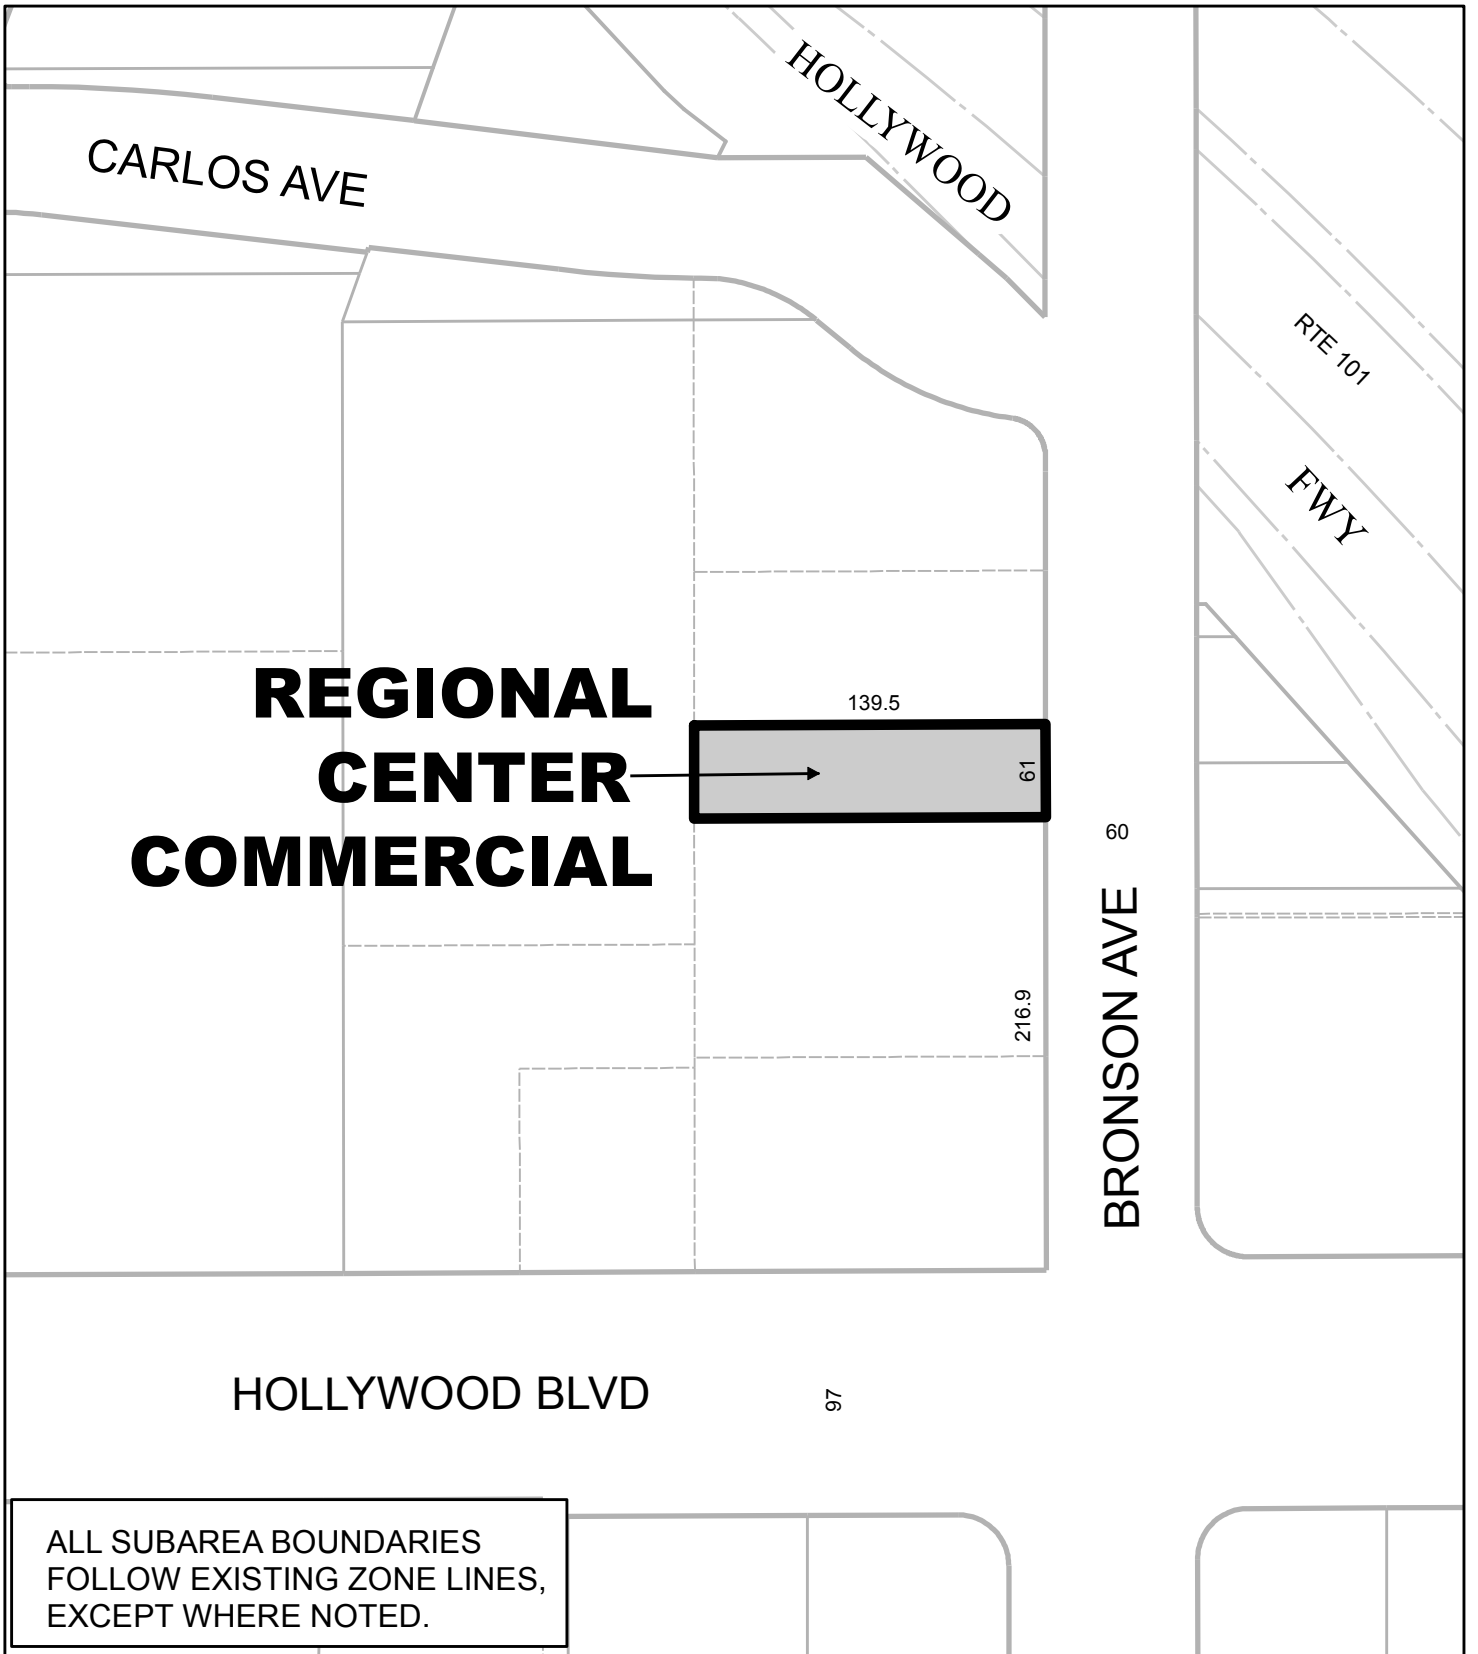 HOLLYWOOD
CARLOS AVE
RTE 101
FWY
REGIONAL
CENTER
COMMERCIAL
139.5
61
60
BRONSON AVE
216.9
HOLLYWOOD BLVD
97
ALL SUBAREA BOUNDARIES
FOLLOW EXISTING ZONE LINES,
EXCEPT WHERE NOTED.